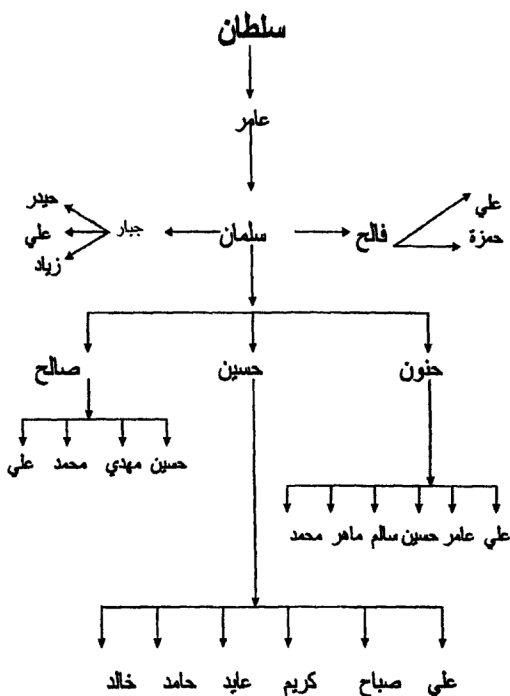 سلطان
عامر
علي
حيدر
فالح سلمان جبار علي
حمزة
زياد
حنون حسين صالح
حسين مهدي محمد علي
علي عامر حسين سالم ماهر محمد
علي صباح كريم عايد حامد خالد